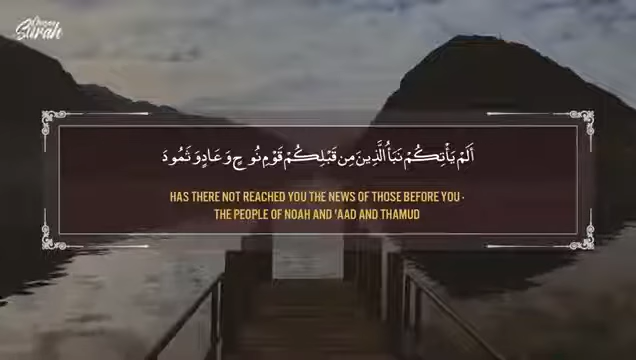 Surah
أَلَمْ يَأْتِكُمْ نَبَأُ الَّذِينَ مِن قَبْلِكُمْ قَوْمِ نُوحٍ وَعَادٍ وَثَمُودَ
HAS THERE NOT REACHED YOU THE NEWS OF THOSE BEFORE YOU -
THE PEOPLE OF NOAH AND 'AAD AND THAMUD